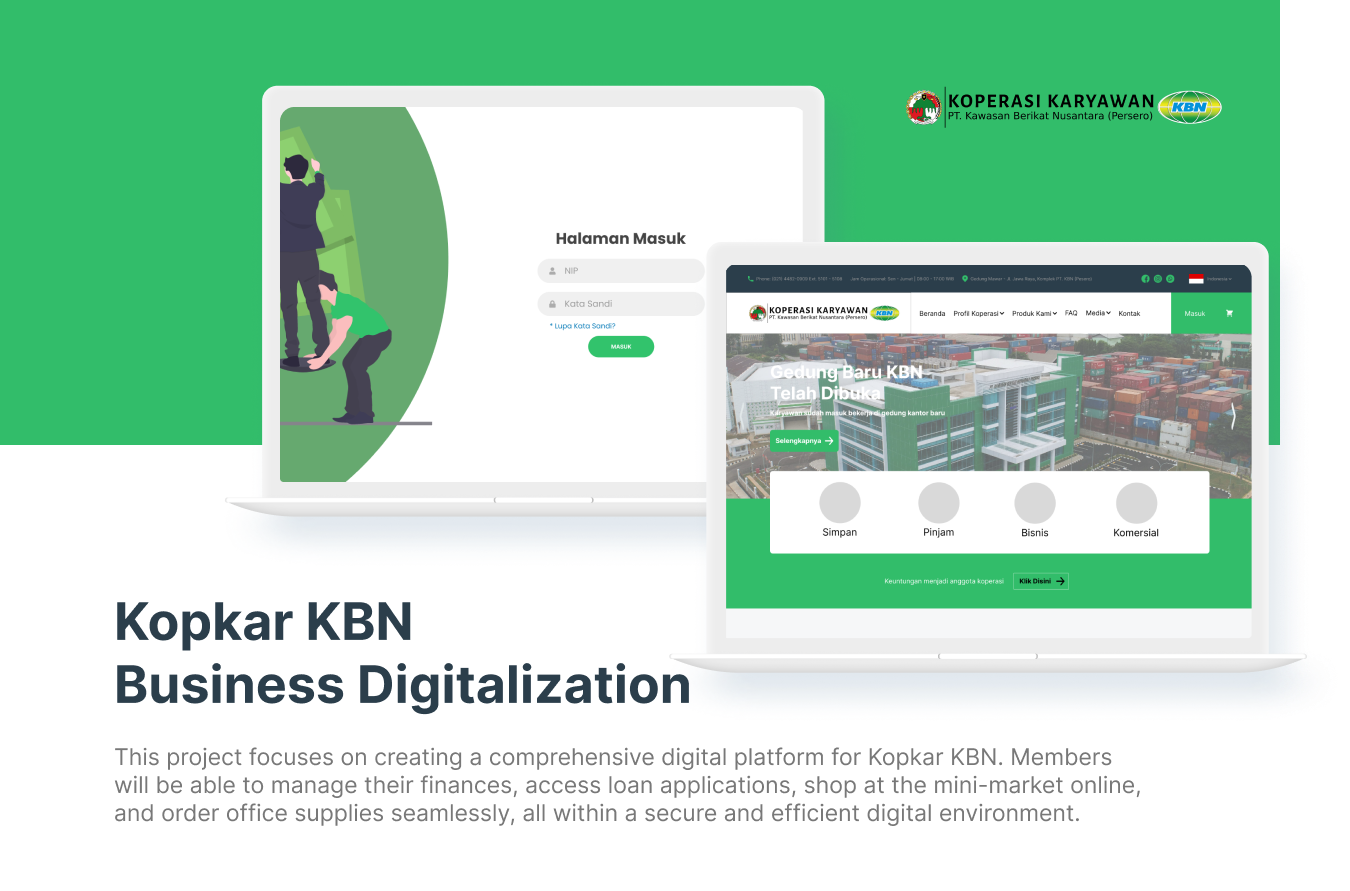 KOPERASI KARYAWAN
PT. Kawasan Berikat Nusantara (Persero)
KBN
Halaman Masuk
NIP
Kata Sandi
* Lupa Kata Sandi?
MASUK
Indonesia
KOPERASI KARYAWAN
PT. Kawasan Berikat Nusantara (Persero)
KBN
Beranda Profil Koperasi Produk Kami FAQ Media Kontak
Masuk
Gedung Baru KBN
Telah Dibuka
Karyawan sudah masuk bekerja di gedung kantor baru
Selengkapnya
Simpan Pinjam Bisnis Komersial
Keuntungan menjadi anggota koperasi
Klik Disini
Kopkar KBN
Business Digitalization
This project focuses on creating a comprehensive digital platform for Kopkar KBN. Members
will be able to manage their finances, access loan applications, shop at the mini-market online,
and order office supplies seamlessly, all within a secure and efficient digital environment.